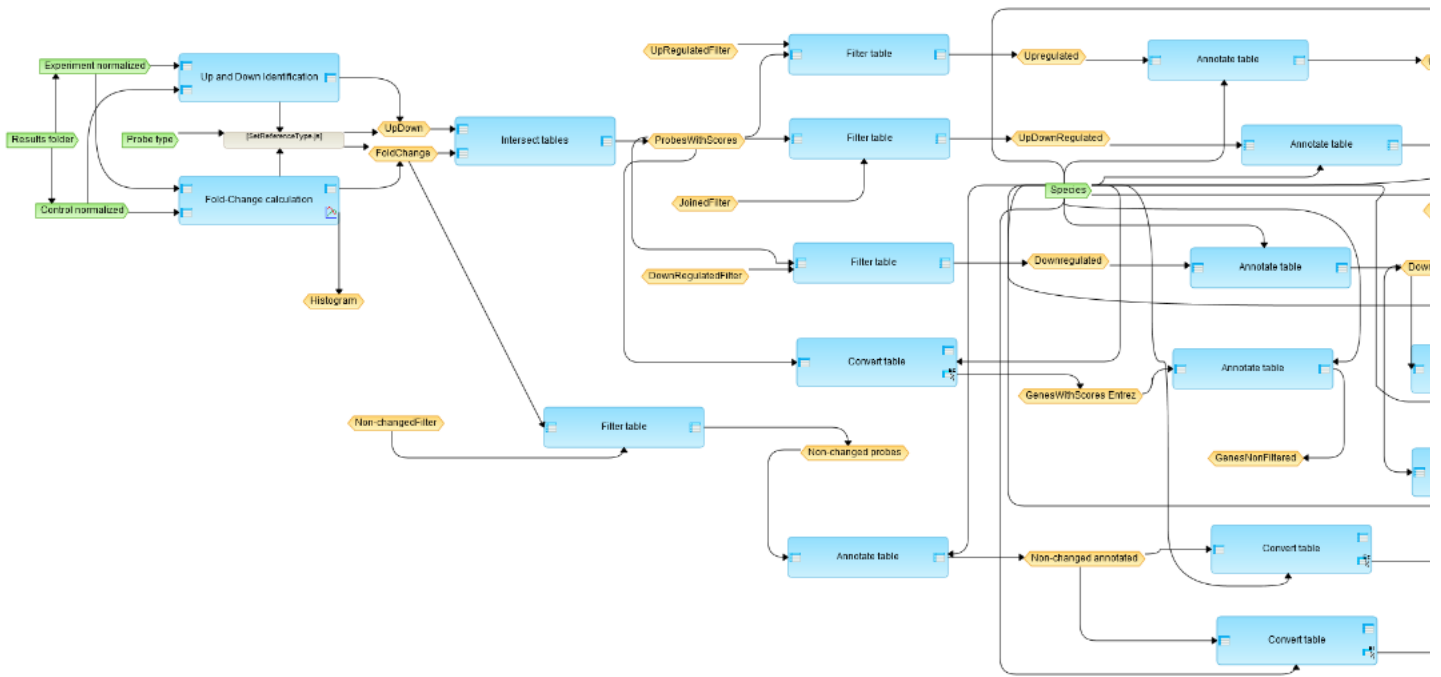 UpRegulatedFilter
Filter table
Upregulated
Annotate table
Experiment normalized
Up and Down Identification
Results folder
Probe type
[SetReferenceType.js]
UpDown
FoldChange
Intersect tables
ProbesWithScores
Filter table
UpDownRegulated
Annotate table
Control normalized
Fold-Change calculation
JoinedFilter
Species
Histogram
DownRegulatedFilter
Filter table
Downregulated
Annotate table
Down
Convert table
GenesWithScores Entrez
Annotate table
Non-changedFilter
Filter table
Non-changed probes
GenesNonFiltered
Annotate table
Non-changed annotated
Convert table
Convert table